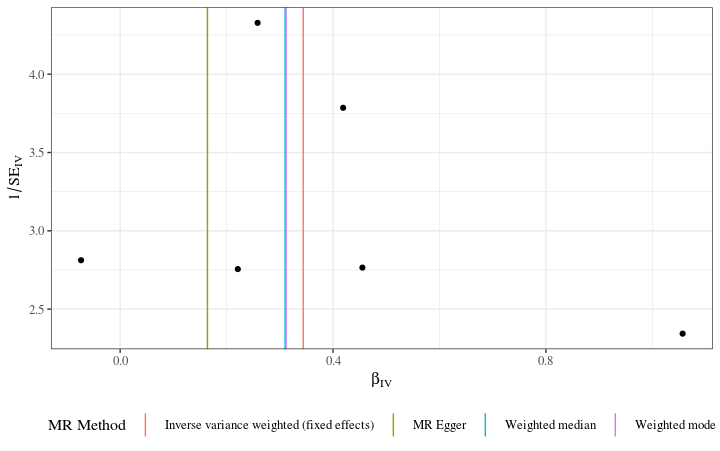 4.0
3.5
3.0
2.5
1/SE_IV
0.0 0.4 0.8
β_IV
MR Method Inverse variance weighted (fixed effects) MR Egger Weighted median Weighted mode